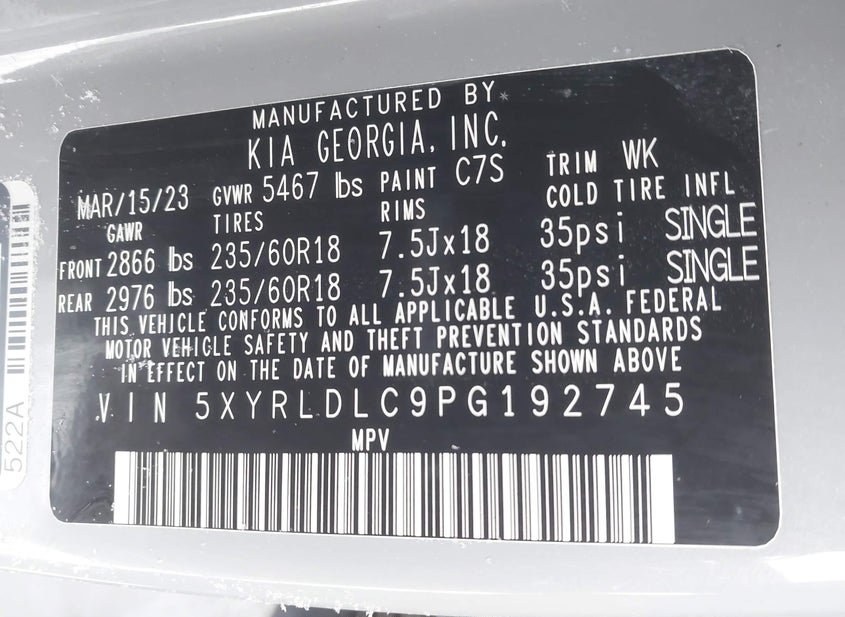 MANUFACTURED BY
KIA GEORGIA, INC.
MAR/15/23 GVWR 5467 lbs PAINT C7S TRIM WK
GAWR TIRES RIMS COLD TIRE INFL
FRONT 2866 lbs 235/60R18 7.5Jx18 35psi SINGLE
REAR 2976 lbs 235/60R18 7.5Jx18 35psi SINGLE
THIS VEHICLE CONFORMS TO ALL APPLICABLE U.S.A. FEDERAL
MOTOR VEHICLE SAFETY AND THEFT PREVENTION STANDARDS
IN EFFECT ON THE DATE OF MANUFACTURE SHOWN ABOVE
VIN 5XYRLDLC9PG192745
MPV
522A